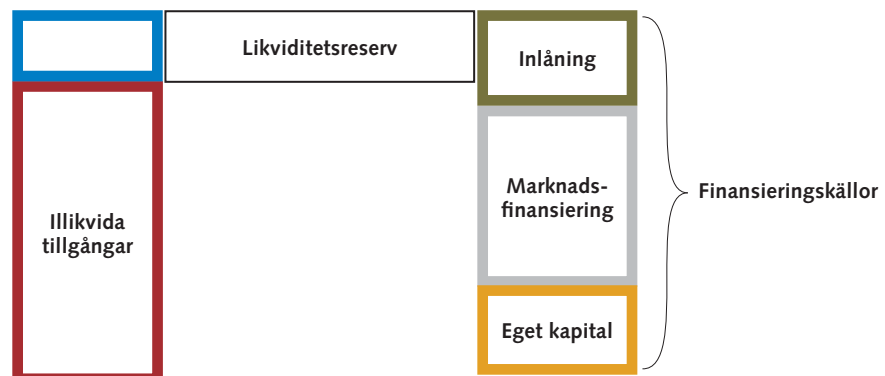 Likviditetsreserv
Inlåning
Marknads-
finansiering
Finansieringskällor
Illikvida
tillgångar
Eget kapital